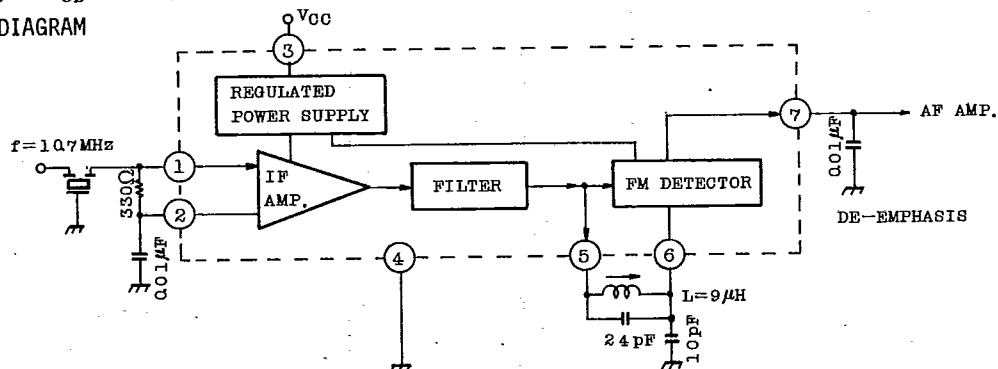 DIAGRAM
VCC
3
REGULATED
POWER SUPPLY
7
AF AMP.
f=10.7MHz
1
IF
AMP.
FILTER
FM DETECTOR
0.01μF
330Ω
2
DE-EMPHASIS
0.01μF
4
5
6
L=9μH
24pF
10pF